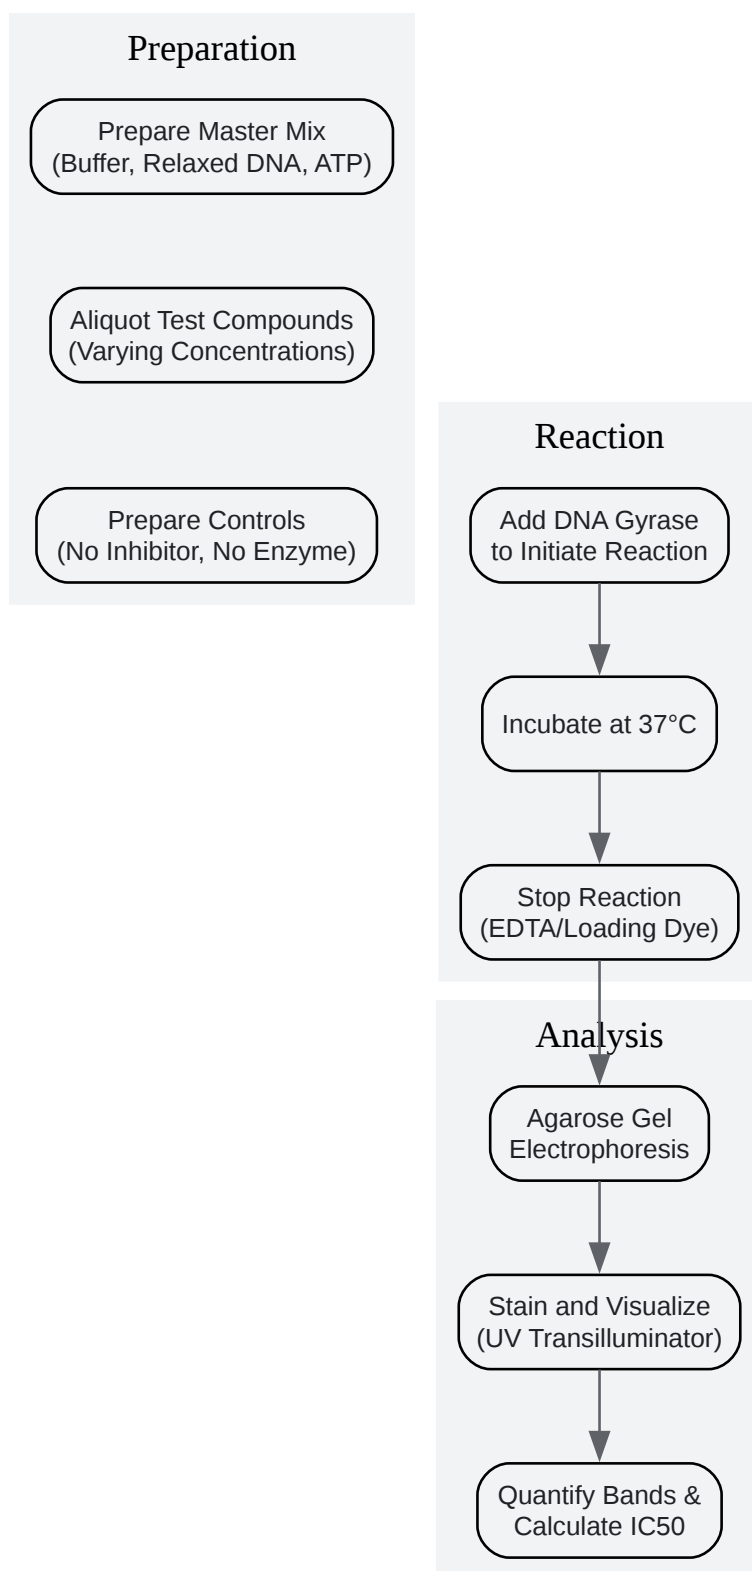 Preparation
Prepare Master Mix
(Buffer, Relaxed DNA, ATP)
Aliquot Test Compounds
(Varying Concentrations)
Prepare Controls
(No Inhibitor, No Enzyme)
Reaction
Add DNA Gyrase
to Initiate Reaction
Incubate at 37°C
Stop Reaction
(EDTA/Loading Dye)
Analysis
Agarose Gel
Electrophoresis
Stain and Visualize
(UV Transilluminator)
Quantify Bands &
Calculate IC50